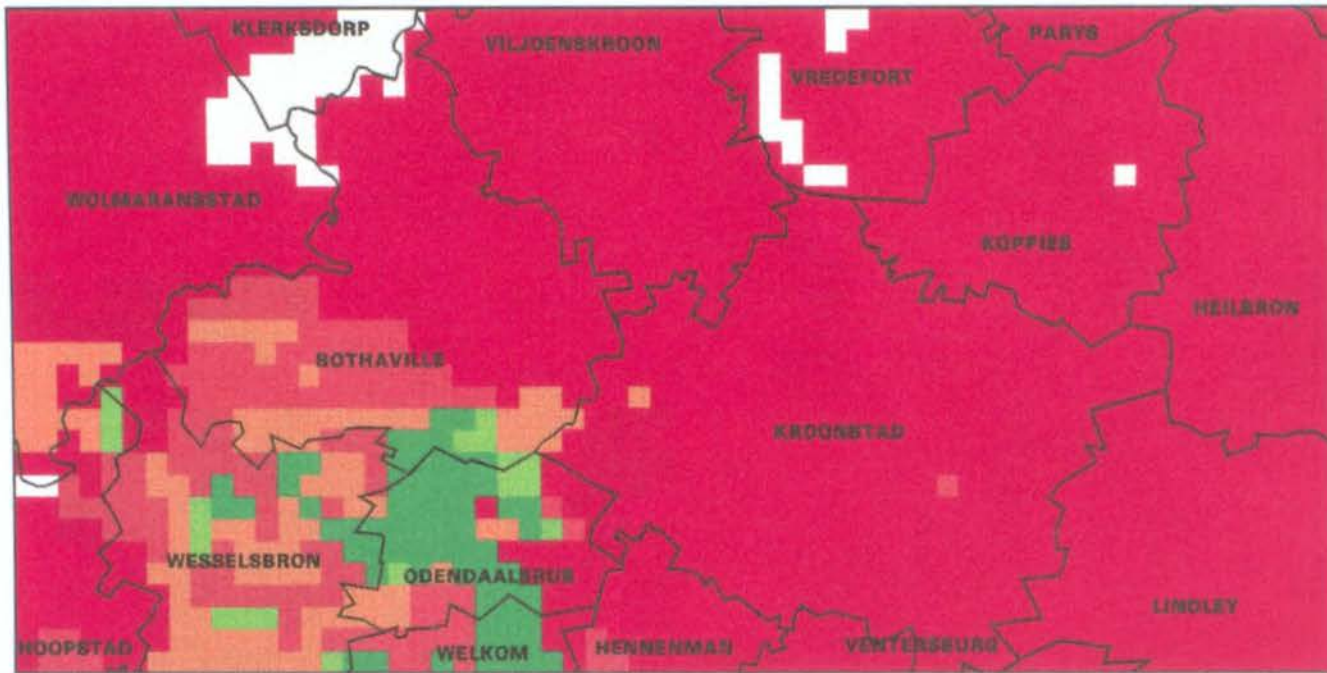 KLERKSDORP
VILJOENSKROON
PARYS
VREDEFORT
WOLMARANSSTAD
KOPPIES
HEILBRON
BOTHAVILLE
KROONSTAD
WESSELSBRON
ODENDAALSRUS
LINDLEY
HOOPSTAD
WELKOM
HENNENMAN
VENTERSBURG